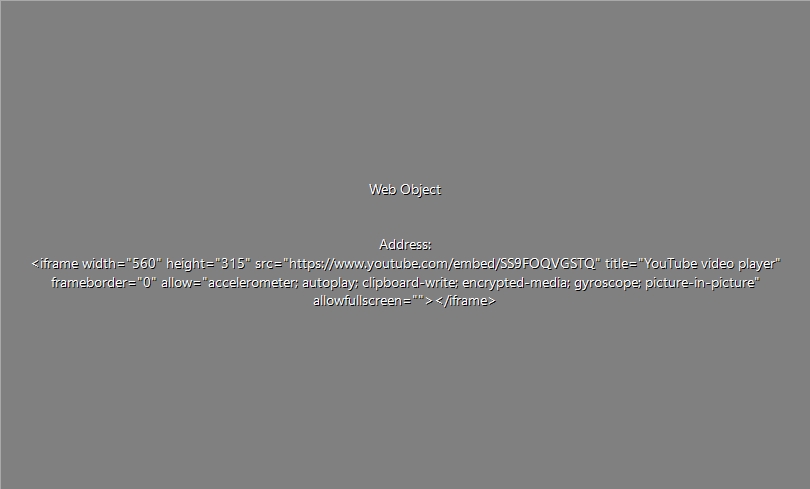 Web Object
Address:
<iframe width="560" height="315" src="https://www.youtube.com/embed/SS9FOQVGSTQ" title="YouTube video player"
frameborder="0" allow="accelerometer; autoplay; clipboard-write; encrypted-media; gyroscope; picture-in-picture"
allowfullscreen=""></iframe>